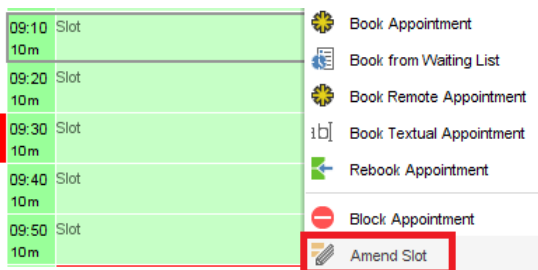 09:10 Slot
10m
09:20 Slot
10m
09:30 Slot
10m
09:40 Slot
10m
09:50 Slot
10m
Book Appointment
Book from Waiting List
Book Remote Appointment
ab Book Textual Appointment
Rebook Appointment
Block Appointment
Amend Slot